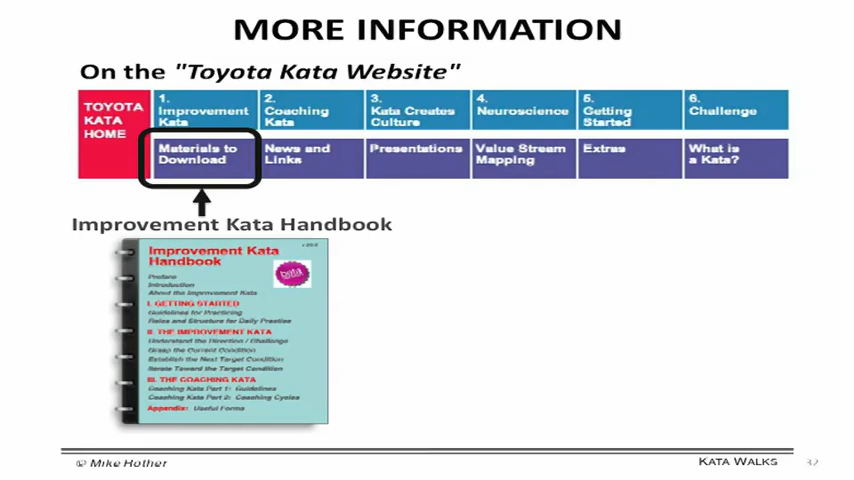 MORE INFORMATION
On the "Toyota Kata Website"
TOYOTA
KATA
HOME
1.
Improvement
Kata
2.
Coaching
Kata
3.
Kata Creates
Culture
4.
Neuroscience
5.
Getting
Started
6.
Challenge
Materials to
Download
News and
Links
Presentations
Value Stream
Mapping
Extras
What is
a Kata?
Improvement Kata Handbook
Improvement Kata
Handbook
kata
Preface
Introduction
About the Improvement Kata
I. GETTING STARTED
Guidelines for Practicing
Roles and Structure for Daily Practise
II. THE IMPROVEMENT KATA
Understand the Direction / Challenge
Grasp the Current Condition
Establish the Next Target Condition
Iterate Toward the Target Condition
III. THE COACHING KATA
Coaching Kata Part 1: Guidelines
Coaching Kata Part 2: Coaching Cycles
Appendix: Useful Forms
© Mike Rother
KATA WALKS
32